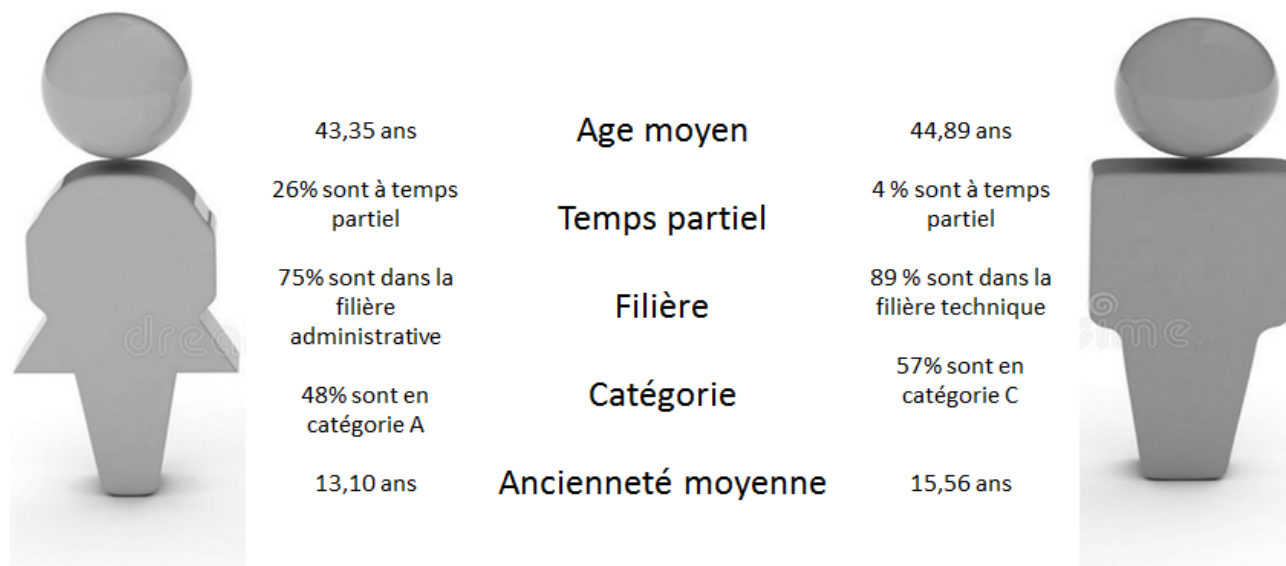 43,35 ans
Age moyen
44,89 ans
26% sont à temps
partiel
Temps partiel
4 % sont à temps
partiel
75% sont dans la
filière
administrative
Filière
89 % sont dans la
filière technique
48% sont en
catégorie A
Catégorie
57% sont en
catégorie C
13,10 ans
Ancienneté moyenne
15,56 ans
drea
sime.